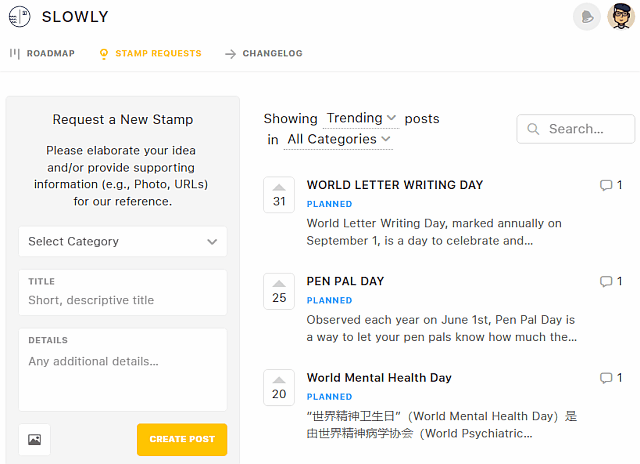 SLOWLY
ROADMAP
STAMP REQUESTS
CHANGELOG
Request a New Stamp
Please elaborate your idea
and/or provide supporting
information (e.g., Photo, URLs)
for our reference.
Select Category
TITLE
Short, descriptive title
DETAILS
Any additional details...
CREATE POST
Showing Trending posts
in All Categories
Search...
31
WORLD LETTER WRITING DAY
1
PLANNED
World Letter Writing Day, marked annually on
September 1, is a day to celebrate and...
25
PEN PAL DAY
1
PLANNED
Observed each year on June 1st, Pen Pal Day is
a way to let your pen pals know how much the...
20
World Mental Health Day
1
PLANNED
“世界精神卫生日”（World Mental Health Day）是
由世界精神病学协会（World Psychiatric...